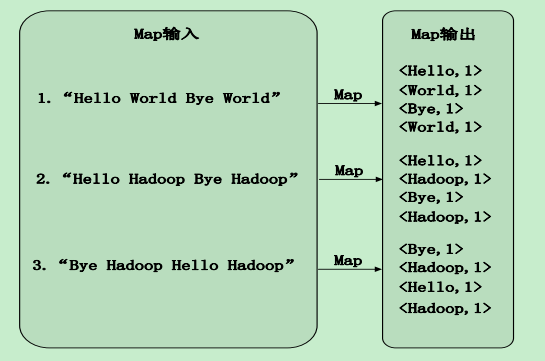 Map输入
1. “Hello World Bye World”
2. “Hello Hadoop Bye Hadoop”
3. “Bye Hadoop Hello Hadoop”
Map
Map
Map
Map输出
<Hello,1>
<World,1>
<Bye,1>
<World,1>
<Hello,1>
<Hadoop,1>
<Bye,1>
<Hadoop,1>
<Bye,1>
<Hadoop,1>
<Hello,1>
<Hadoop,1>